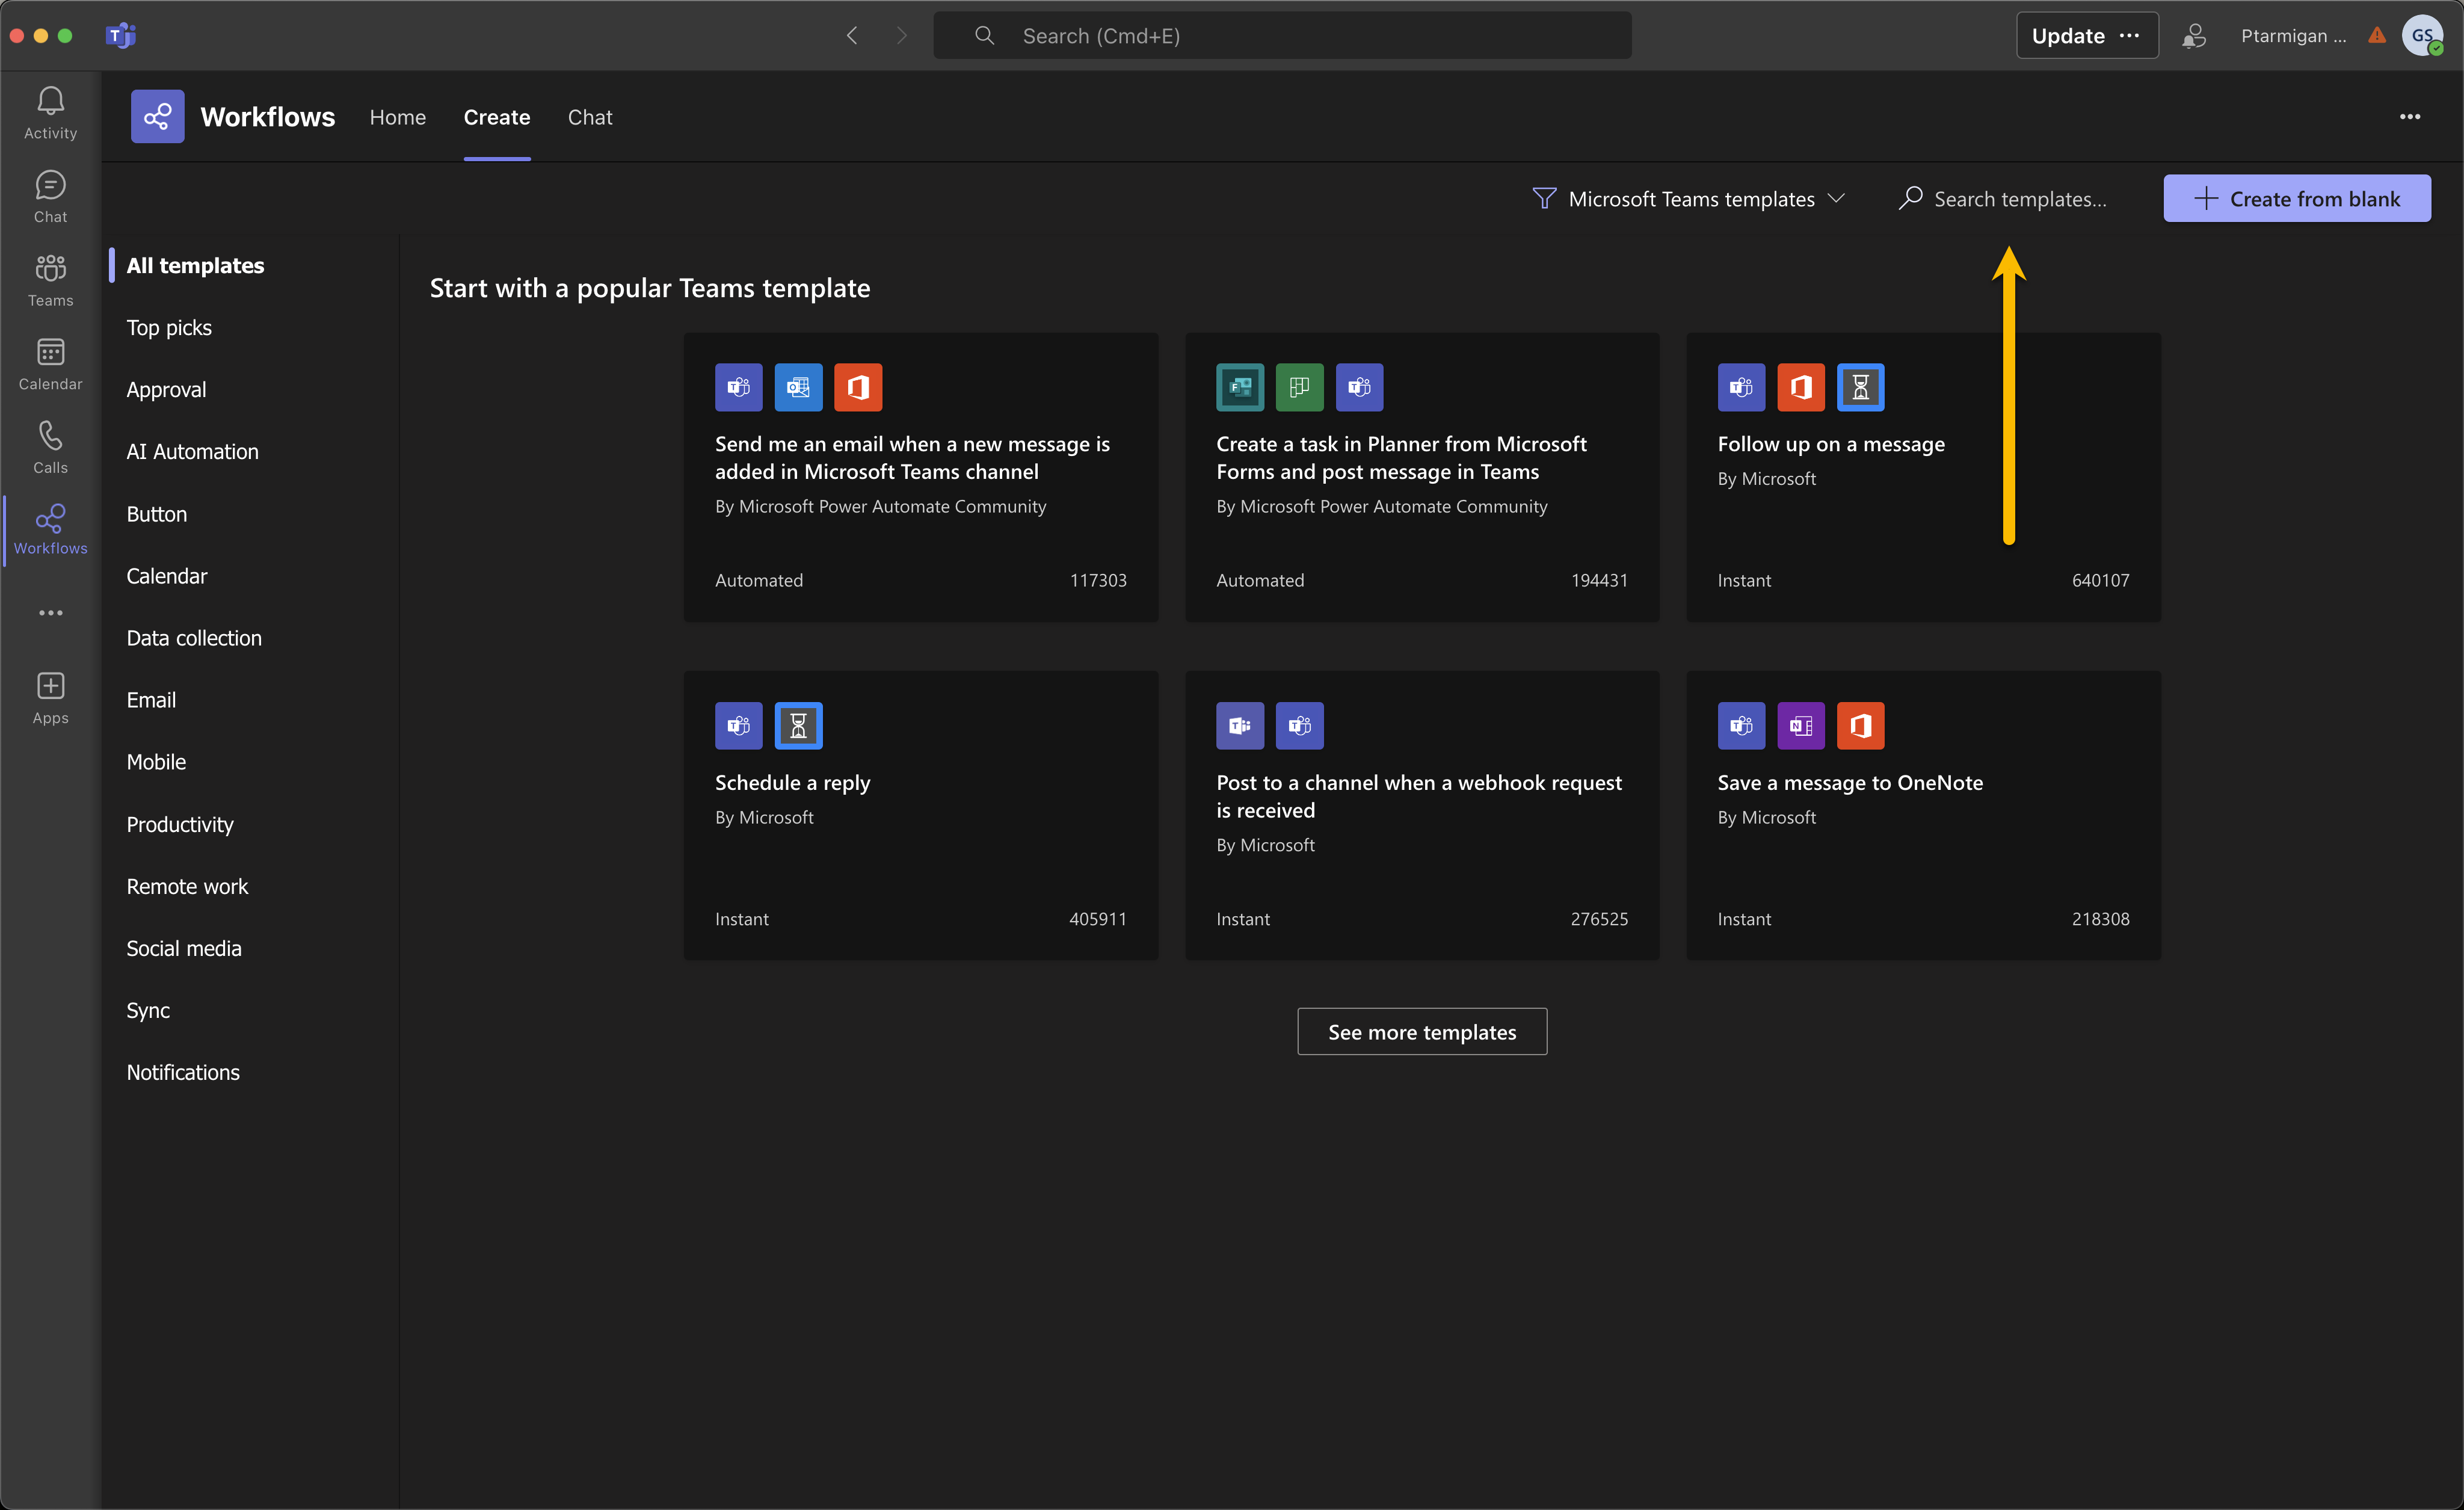 Search (Cmd+E)
Update
Ptarmigan ...
GS
Activity
Chat
Teams
Calendar
Calls
Workflows
Apps
Workflows
Home
Create
Chat
Microsoft Teams templates
Search templates...
Create from blank
All templates
Top picks
Approval
AI Automation
Button
Calendar
Data collection
Email
Mobile
Productivity
Remote work
Social media
Sync
Notifications
Start with a popular Teams template
Send me an email when a new message is
added in Microsoft Teams channel
By Microsoft Power Automate Community
Automated
117303
Create a task in Planner from Microsoft
Forms and post message in Teams
By Microsoft Power Automate Community
Automated
194431
Follow up on a message
By Microsoft
Instant
640107
Schedule a reply
By Microsoft
Instant
405911
Post to a channel when a webhook request
is received
By Microsoft
Instant
276525
Save a message to OneNote
By Microsoft
Instant
218308
See more templates